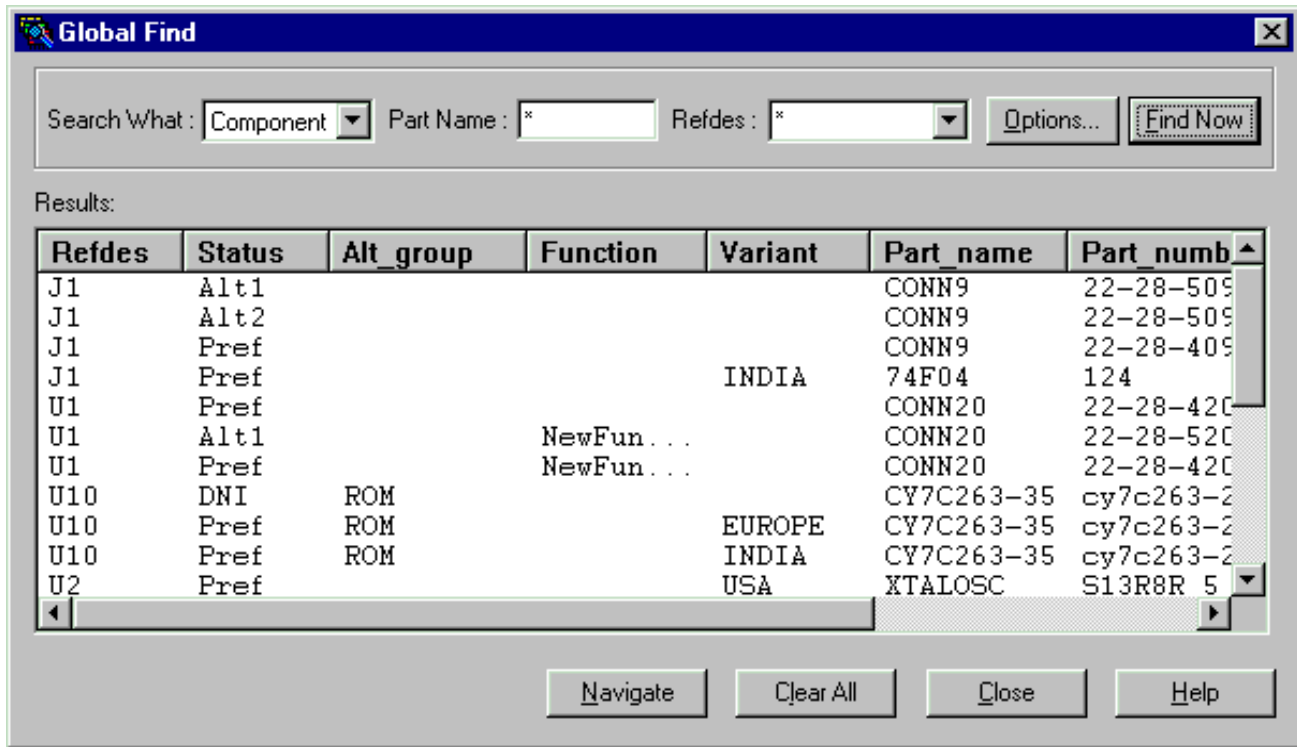 Global Find
Search What : Component Part Name : * Refdes : * Options... Find Now
Results:
Refdes Status Alt_group Function Variant Part_name Part_numb
J1 Alt1 CONN9 22-28-509
J1 Alt2 CONN9 22-28-509
J1 Pref CONN9 22-28-409
J1 Pref INDIA 74F04 124
U1 Pref CONN20 22-28-420
U1 Alt1 NewFun... CONN20 22-28-520
U1 Pref NewFun... CONN20 22-28-420
U10 DNI ROM CY7C263-35 cy7c263-2
U10 Pref ROM EUROPE CY7C263-35 cy7c263-2
U10 Pref ROM INDIA CY7C263-35 cy7c263-2
U2 Pref USA XTALOSC S13R8R 5
Navigate Clear All Close Help